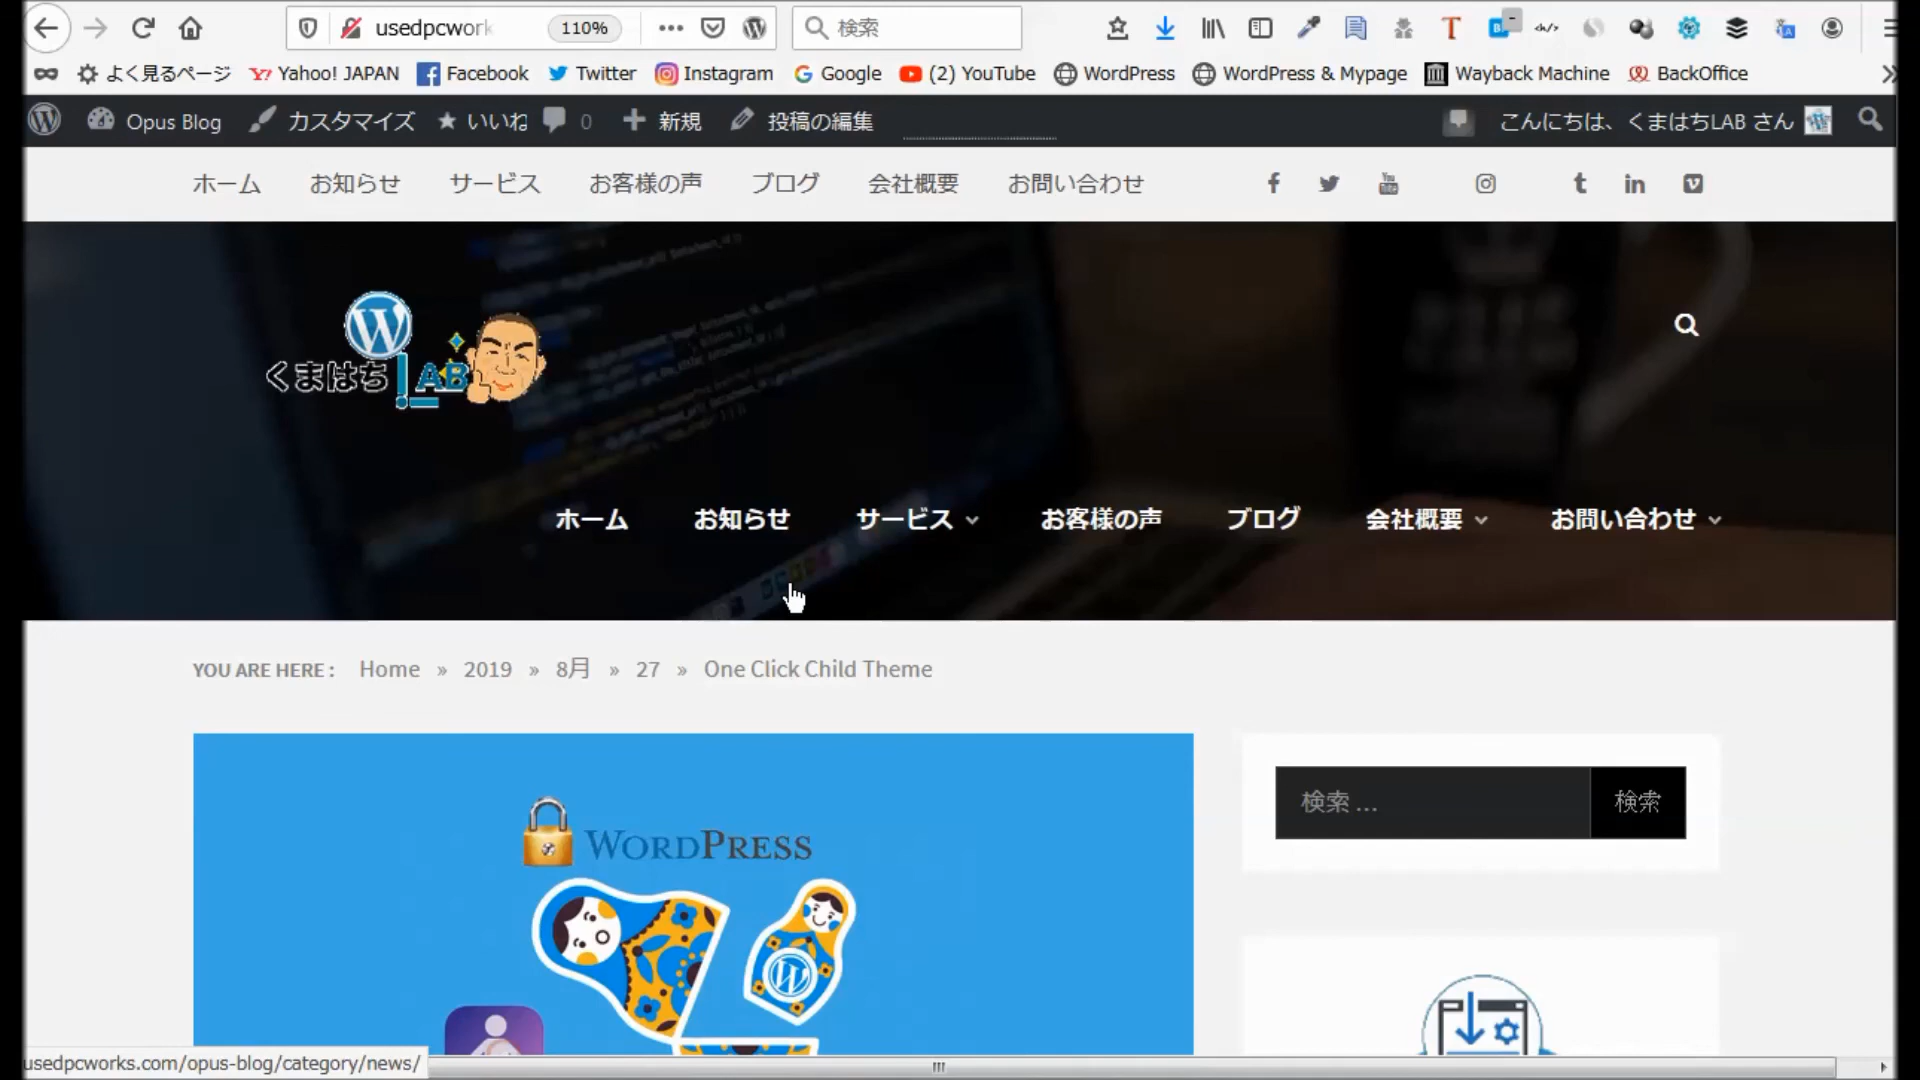 usedpcwork 110% 検索
よく見るページ Yahoo! JAPAN Facebook Twitter Instagram Google (2) YouTube WordPress WordPress & Mypage Wayback Machine BackOffice
Opus Blog カスタマイズ いいね 0 新規 投稿の編集 こんにちは、くまはちLAB さん
ホーム お知らせ サービス お客様の声 ブログ 会社概要 お問い合わせ
くまはちLAB
ホーム お知らせ サービス お客様の声 ブログ 会社概要 お問い合わせ
YOU ARE HERE : Home » 2019 » 8月 » 27 » One Click Child Theme
検索 ... 検索
WORDPRESS
usedpcworks.com/opus-blog/category/news/